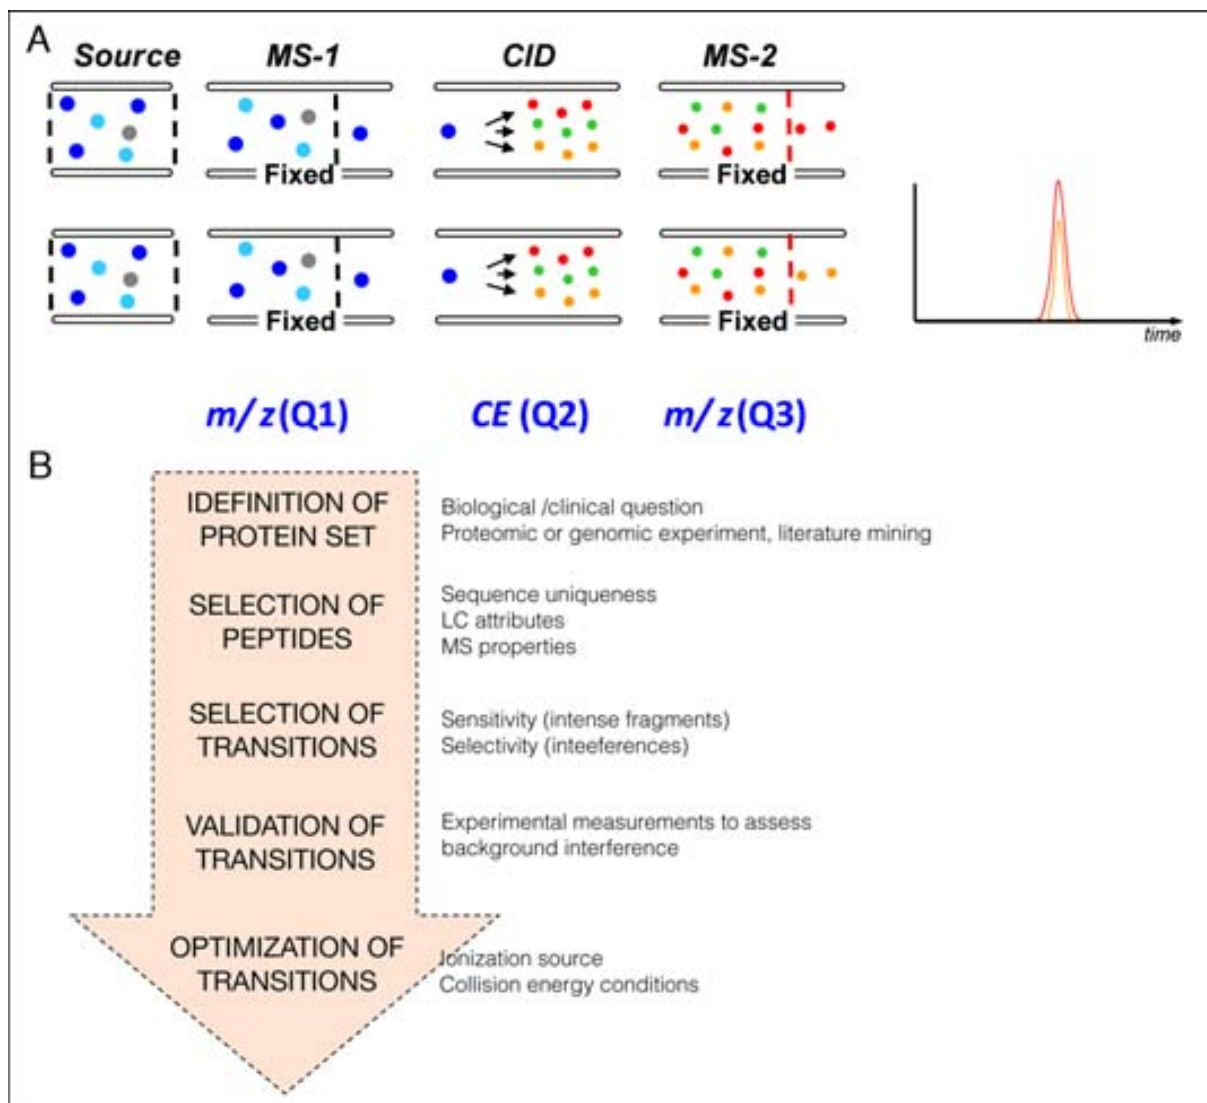 A
Source MS-1 CID MS-2
Fixed Fixed
Fixed Fixed
time
m/z(Q1) CE (Q2) m/z(Q3)
B
IDEFINITION OF
PROTEIN SET
Biological /clinical question
Proteomic or genomic experiment, literature mining
SELECTION OF
PEPTIDES
Sequence uniqueness
LC attributes
MS properties
SELECTION OF
TRANSITIONS
Sensitivity (intense fragments)
Selectivity (inteeferences)
VALIDATION OF
TRANSITIONS
Experimental measurements to assess
background interference
OPTIMIZATION OF
TRANSITIONS
Ionization source
Collision energy conditions